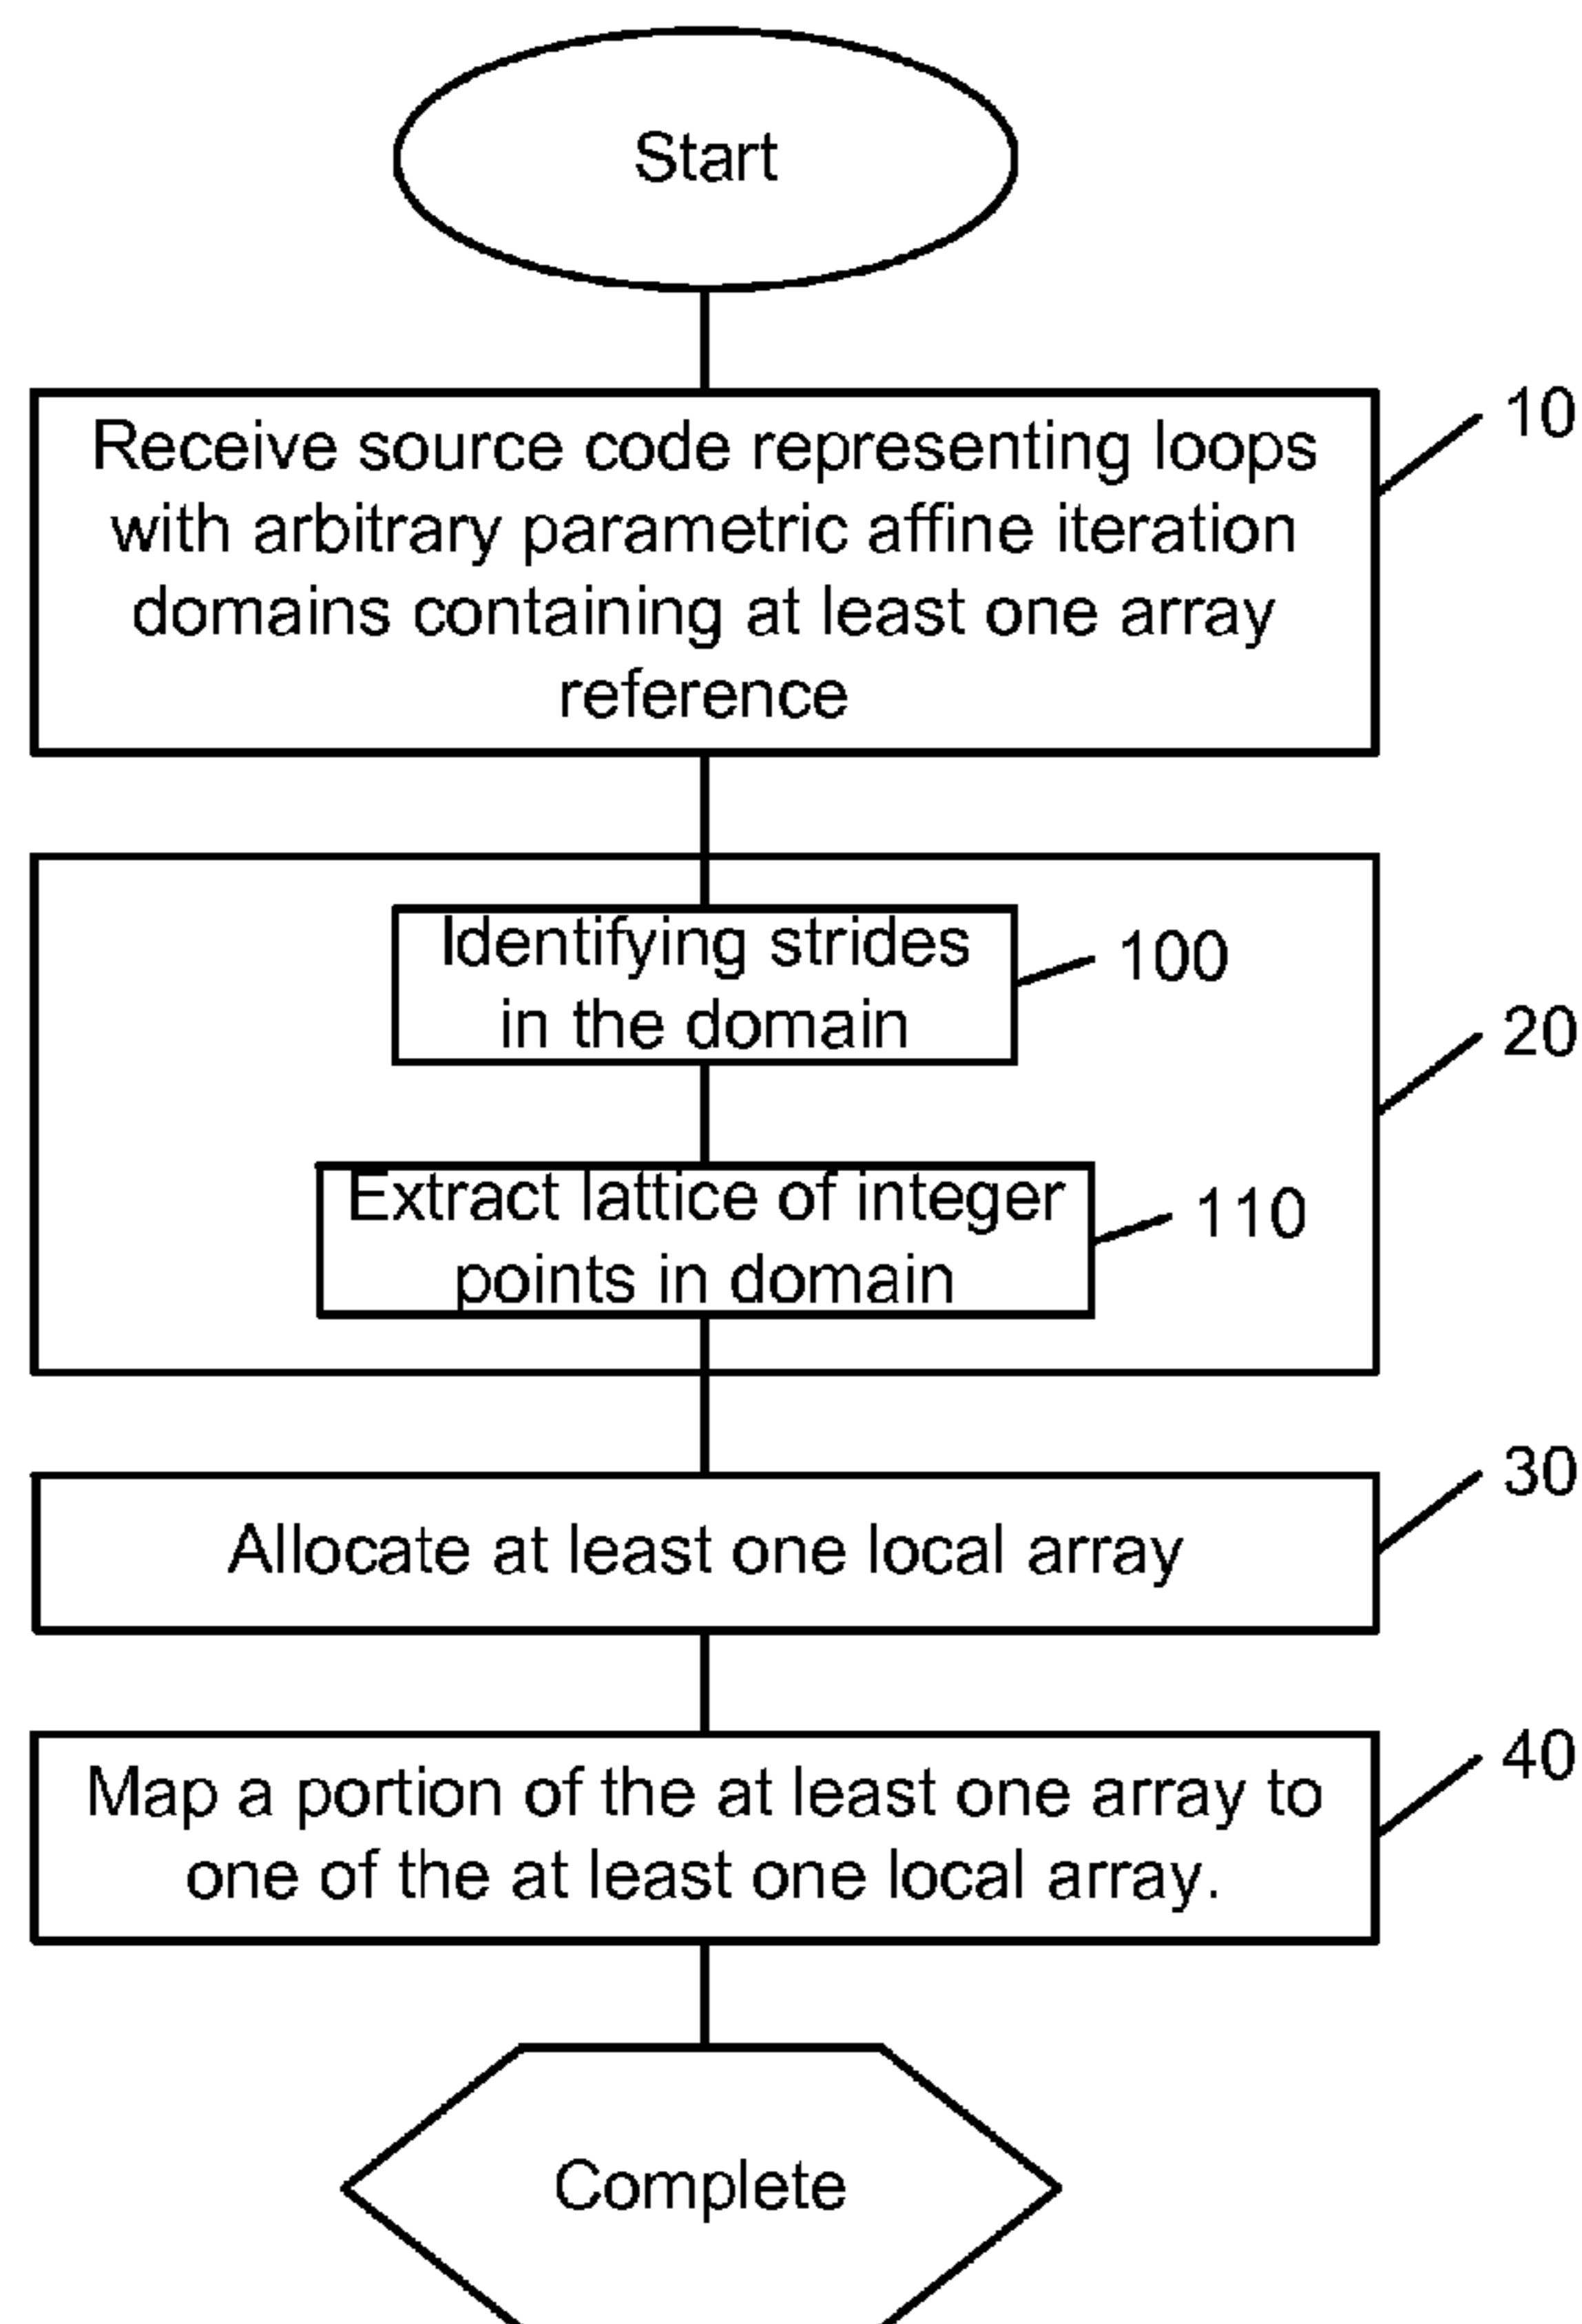 Start
Receive source code representing loops
with arbitrary parametric affine iteration
domains containing at least one array
reference
10
Identifying strides
in the domain
100
20
Extract lattice of integer
points in domain
110
Allocate at least one local array
30
Map a portion of the at least one array to
one of the at least one local array.
40
Complete